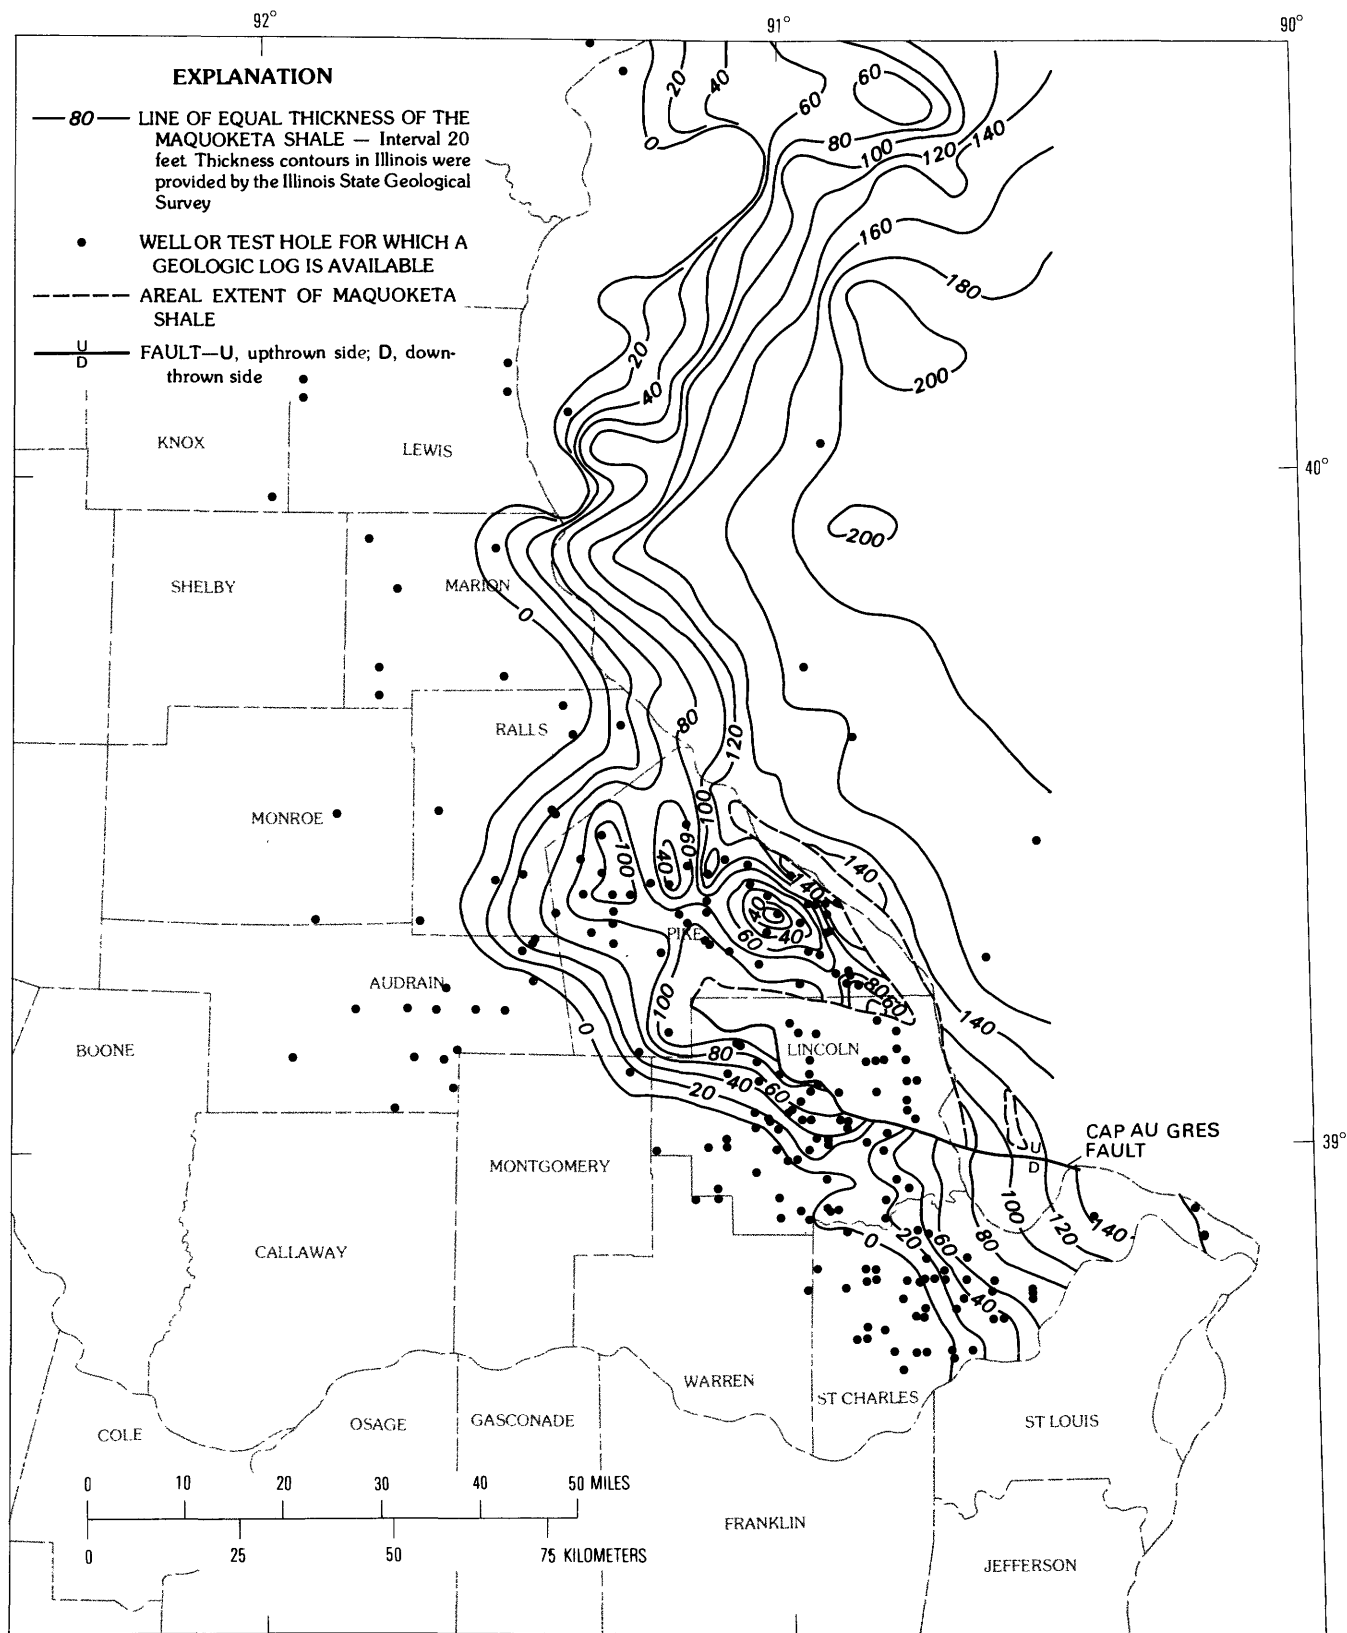 92°
91°
90°
EXPLANATION
80
LINE OF EQUAL THICKNESS OF THE
MAQUOKETA SHALE — Interval 20
feet. Thickness contours in Illinois were
provided by the Illinois State Geological
Survey
WELL OR TEST HOLE FOR WHICH A
GEOLOGIC LOG IS AVAILABLE
AREAL EXTENT OF MAQUOKETA
SHALE
U
D
FAULT—U, upthrown side; D, down-
thrown side
20
40
60
60
0
80
100
120
140
160
180
200
20
40
KNOX
LEWIS
40°
200
SHELBY
MARION
0
RALLS
80
120
MONROE
100
100
40
60
140
140
40
60
40
PIKE
AUDRAIN
100
80
60
140
0
BOONE
80
LINCOLN
20
40
60
CAP AU GRES
FAULT
U
D
39°
MONTGOMERY
100
120
140
80
60
20
0
40
CALLAWAY
WARREN
ST CHARLES
COLE
OSAGE
GASCONADE
ST LOUIS
0 10 20 30 40 50 MILES
FRANKLIN
0 25 50 75 KILOMETERS
JEFFERSON